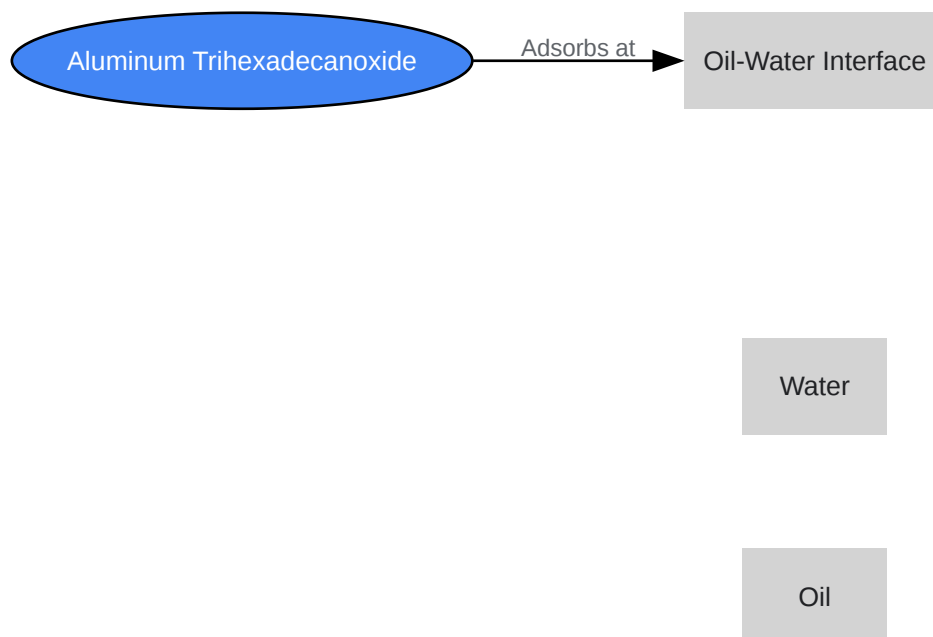 Aluminum Trihexadecanoxide
Adsorbs at
Oil-Water Interface
Water
Oil